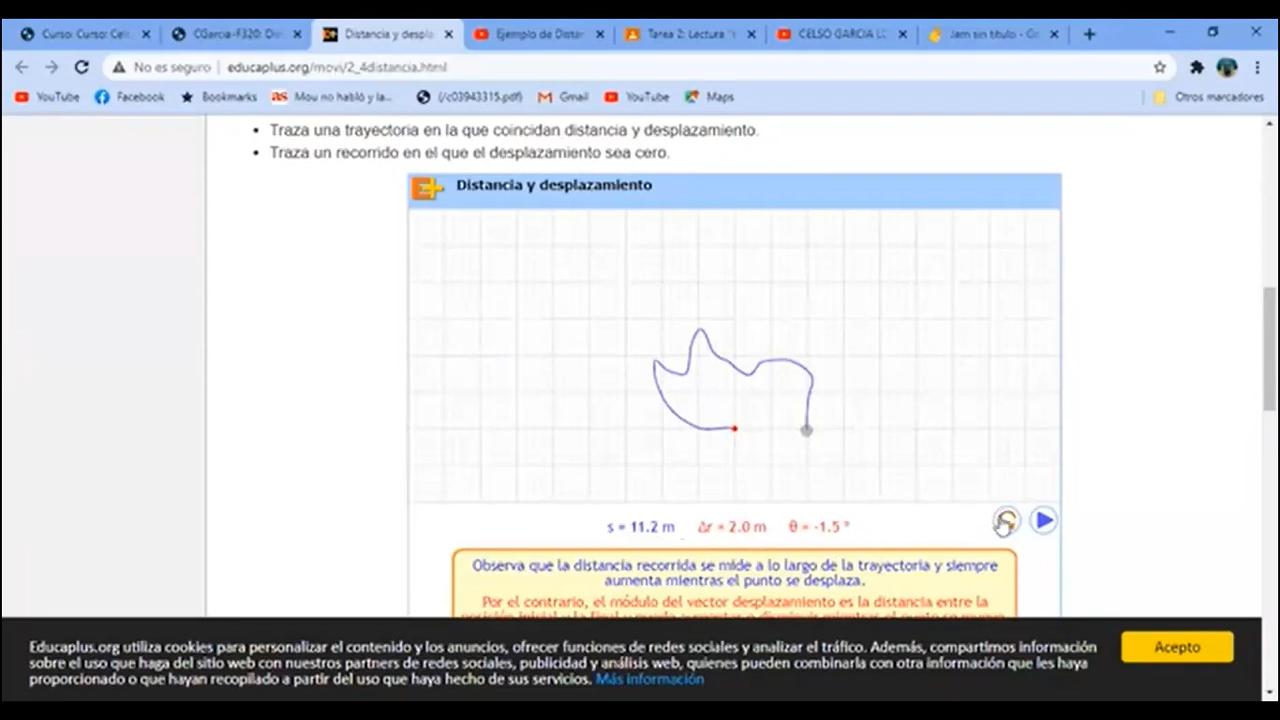 Curso: Curso: Cel
CGarcia-F320: Di
Distancia y despla
Ejemplo de Distan
Tarea 2: Lectura
CELSO GARCIA
Jam sin título - G
No es seguro
educaplus.org/movi/2_4distancia.html
YouTube
Facebook
Bookmarks
Mou no habló y la...
(/c03943315.pdf)
Gmail
YouTube
Maps
Otros marcadores
• Traza una trayectoria en la que coincidan distancia y desplazamiento.
• Traza un recorrido en el que el desplazamiento sea cero.
Distancia y desplazamiento
s = 11.2 m Δr = 2.0 m θ = -1.5 º
Observa que la distancia recorrida se mide a lo largo de la trayectoria y siempre
aumenta mientras el punto se desplaza.
Por el contrario, el módulo del vector desplazamiento es la distancia entre la
Educaplus.org utiliza cookies para personalizar el contenido y los anuncios, ofrecer funciones de redes sociales y analizar el tráfico. Además, compartimos información
sobre el uso que haga del sitio web con nuestros partners de redes sociales, publicidad y análisis web, quienes pueden combinarla con otra información que les haya
proporcionado o que hayan recopilado a partir del uso que haya hecho de sus servicios. Más información
Acepto